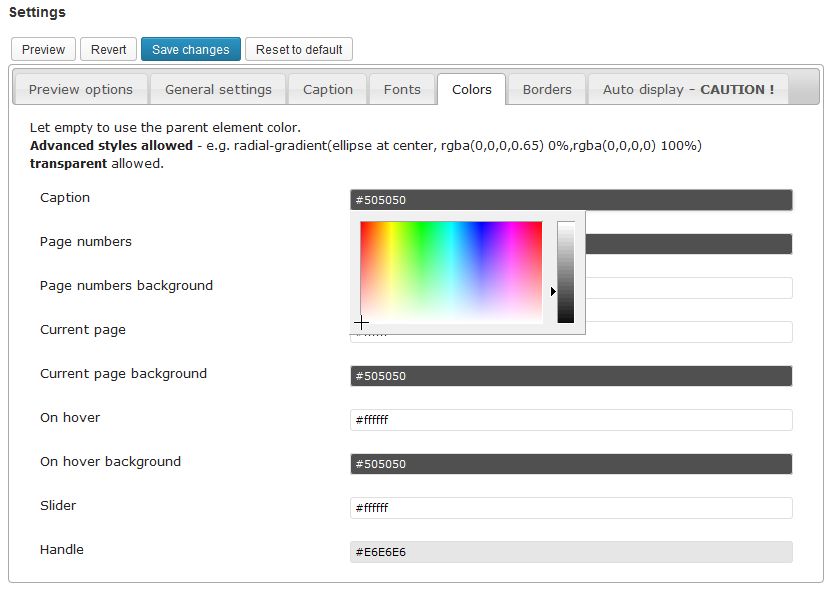 Settings
Preview Revert Save changes Reset to default
Preview options General settings Caption Fonts Colors Borders Auto display - CAUTION !
Let empty to use the parent element color.
Advanced styles allowed - e.g. radial-gradient(ellipse at center, rgba(0,0,0,0.65) 0%,rgba(0,0,0,0) 100%)
transparent allowed.
Caption #505050
Page numbers
Page numbers background
Current page
Current page background #505050
On hover #ffffff
On hover background #505050
Slider #ffffff
Handle #E6E6E6